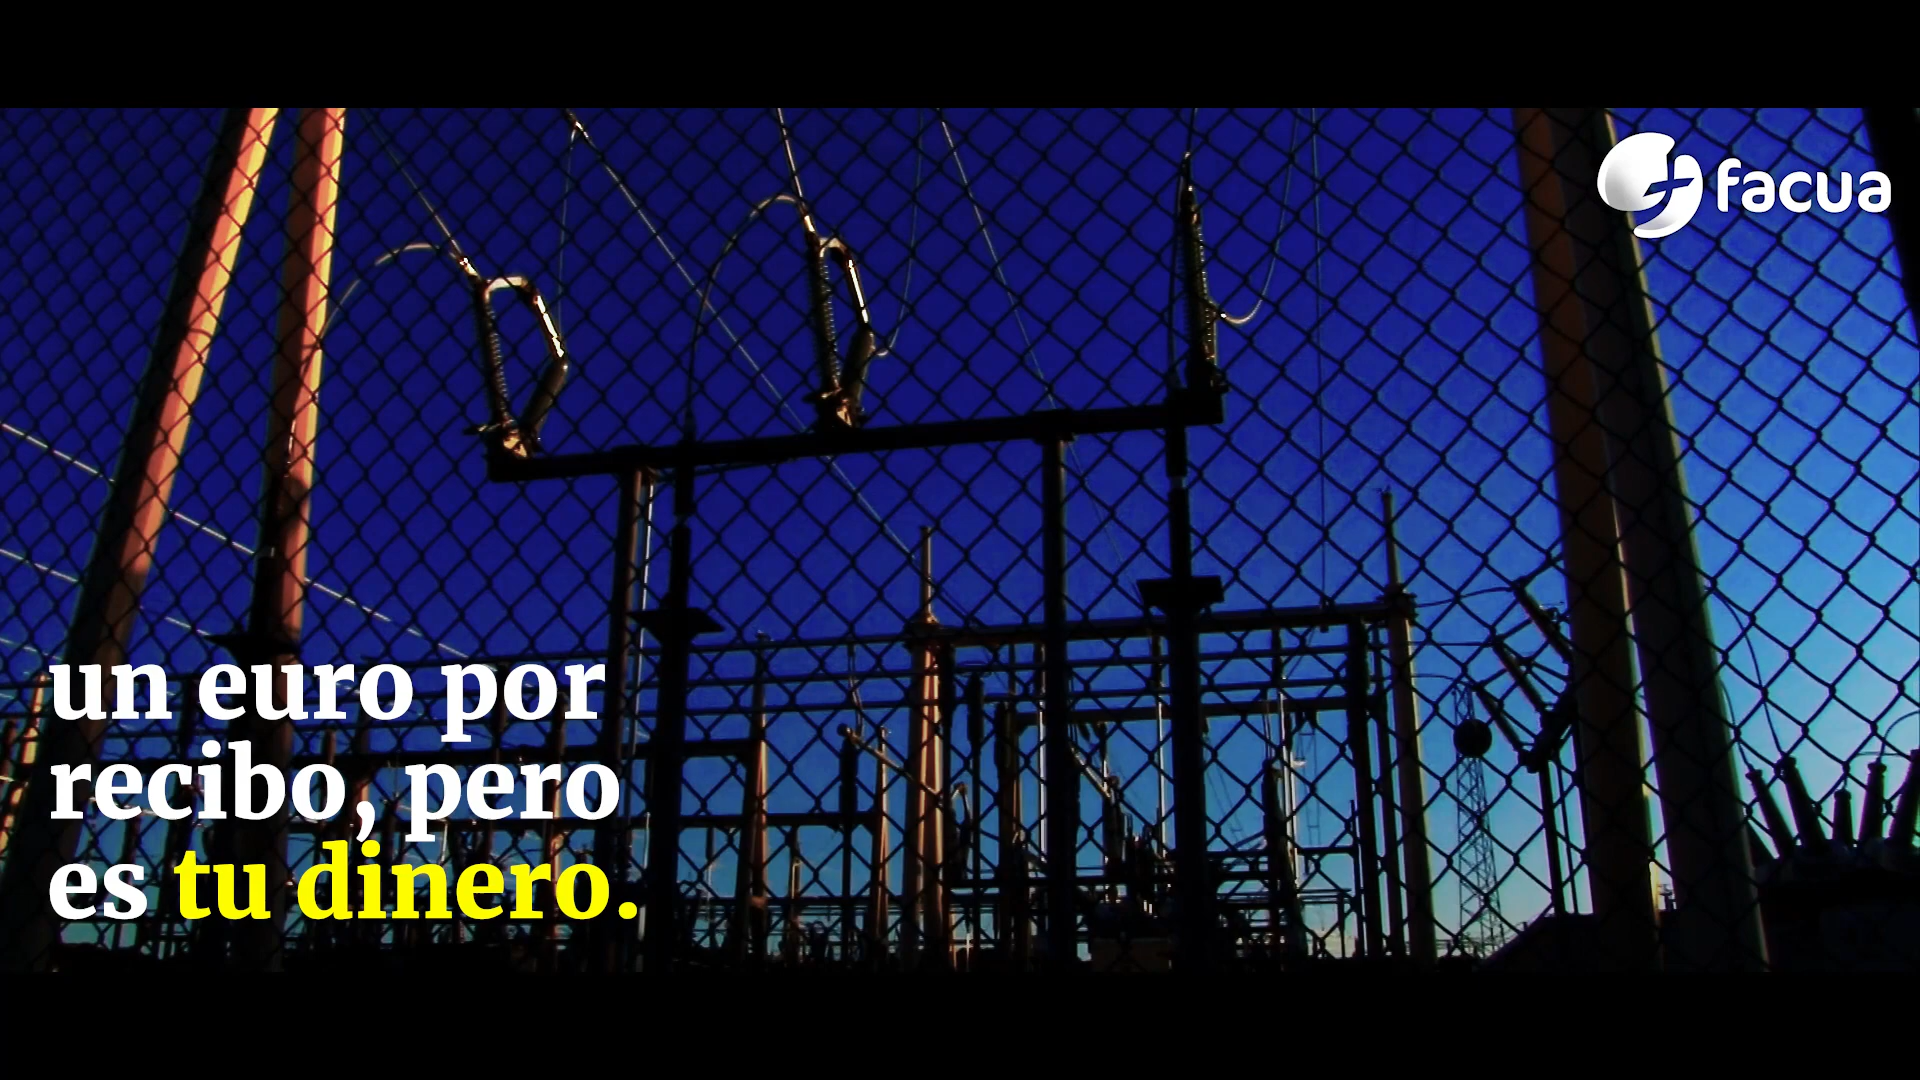 facua
un euro por
recibo, pero
es tu dinero.